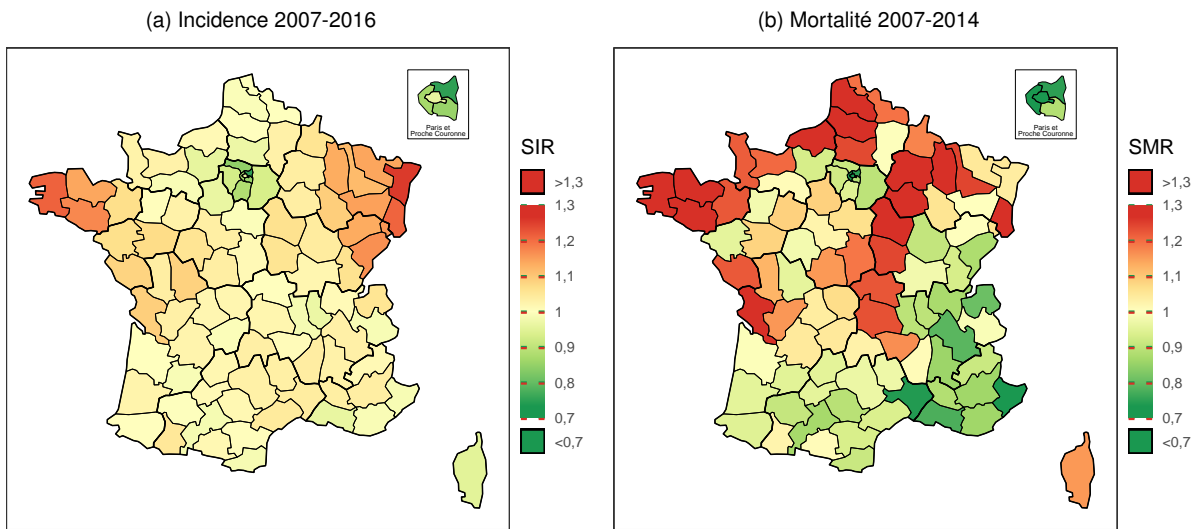 (a) Incidence 2007-2016
Paris et
Proche Couronne
SIR
>1,3
1,3
1,2
1,1
1
0,9
0,8
0,7
<0,7
(b) Mortalité 2007-2014
Paris et
Proche Couronne
SMR
>1,3
1,3
1,2
1,1
1
0,9
0,8
0,7
<0,7